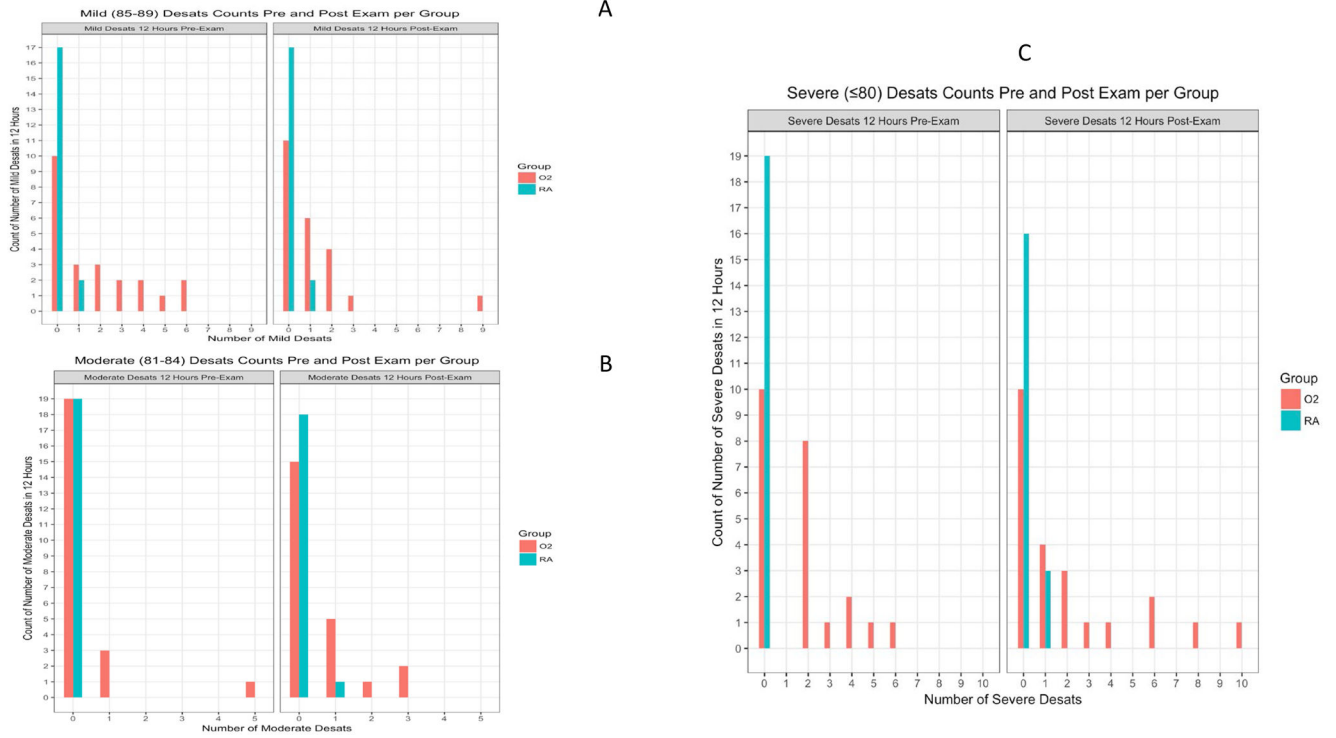 A
Mild (85-89) Desats Counts Pre and Post Exam per Group
Mild Desats 12 Hours Pre-Exam
Mild Desats 12 Hours Post-Exam
Count of Number of Mild Desats in 12 Hours
17
16
15
14
13
12
11
10
9
8
7
6
5
4
3
2
1
0
0 1 2 3 4 5 6 7 8 9
0 1 2 3 4 5 6 7 8 9
Number of Mild Desats
Group
O2
RA
B
Moderate (81-84) Desats Counts Pre and Post Exam per Group
Moderate Desats 12 Hours Pre-Exam
Moderate Desats 12 Hours Post-Exam
Count of Number of Moderate Desats in 12 Hours
19
18
17
16
15
14
13
12
11
10
9
8
7
6
5
4
3
2
1
0
0 1 2 3 4 5
0 1 2 3 4 5
Number of Moderate Desats
Group
O2
RA
C
Severe (≤80) Desats Counts Pre and Post Exam per Group
Severe Desats 12 Hours Pre-Exam
Severe Desats 12 Hours Post-Exam
Count of Number of Severe Desats in 12 Hours
19
18
17
16
15
14
13
12
11
10
9
8
7
6
5
4
3
2
1
0
0 1 2 3 4 5 6 7 8 9 10
0 1 2 3 4 5 6 7 8 9 10
Number of Severe Desats
Group
O2
RA